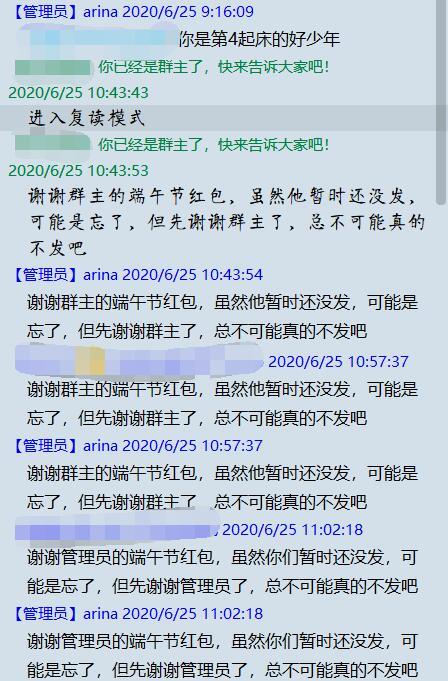 【管理员】arina 2020/6/25 9:16:09
你是第4起床的好少年
你已经是群主了，快来告诉大家吧！
2020/6/25 10:43:43
进入复读模式
你已经是群主了，快来告诉大家吧！
2020/6/25 10:43:53
谢谢群主的端午节红包，虽然他暂时还没发，
可能是忘了，但先谢谢群主了，总不可能真的
不发吧
【管理员】arina 2020/6/25 10:43:54
谢谢群主的端午节红包，虽然他暂时还没发，可能是
忘了，但先谢谢群主了，总不可能真的不发吧
2020/6/25 10:57:37
谢谢群主的端午节红包，虽然他暂时还没发，可能是
忘了，但先谢谢群主了，总不可能真的不发吧
【管理员】arina 2020/6/25 10:57:37
谢谢群主的端午节红包，虽然他暂时还没发，可能是
忘了，但先谢谢群主了，总不可能真的不发吧
2020/6/25 11:02:18
谢谢管理员的端午节红包，虽然你们暂时还没发，可
能是忘了，但先谢谢管理员了，总不可能真的不发吧
【管理员】arina 2020/6/25 11:02:18
谢谢管理员的端午节红包，虽然你们暂时还没发，可
能是忘了，但先谢谢管理员了，总不可能真的不发吧